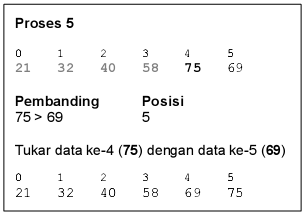 Proses 5
0 1 2 3 4 5
21 32 40 58 75 69
Pembanding Posisi
75 > 69 5
Tukar data ke-4 (75) dengan data ke-5 (69)
0 1 2 3 4 5
21 32 40 58 69 75